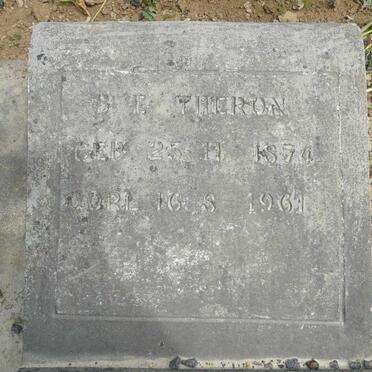 B E THERON
GEB 25 11 1874
OORL 16 8 1961